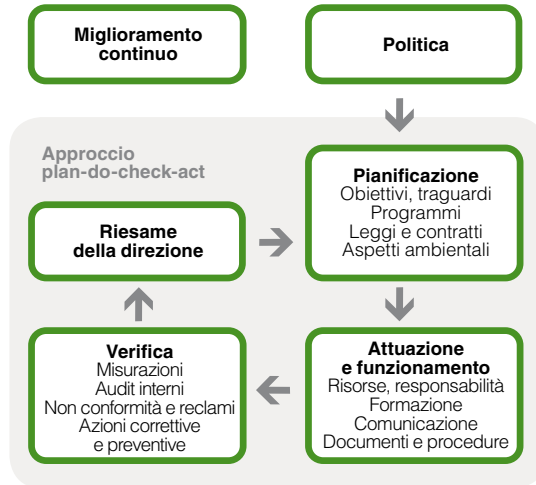 Miglioramento
continuo
Politica
Approccio
plan-do-check-act
Pianificazione
Obiettivi, traguardi
Programmi
Leggi e contratti
Aspetti ambientali
Riesame
della direzione
Verifica
Misurazioni
Audit interni
Non conformità e reclami
Azioni correttive
e preventive
Attuazione
e funzionamento
Risorse, responsabilità
Formazione
Comunicazione
Documenti e procedure